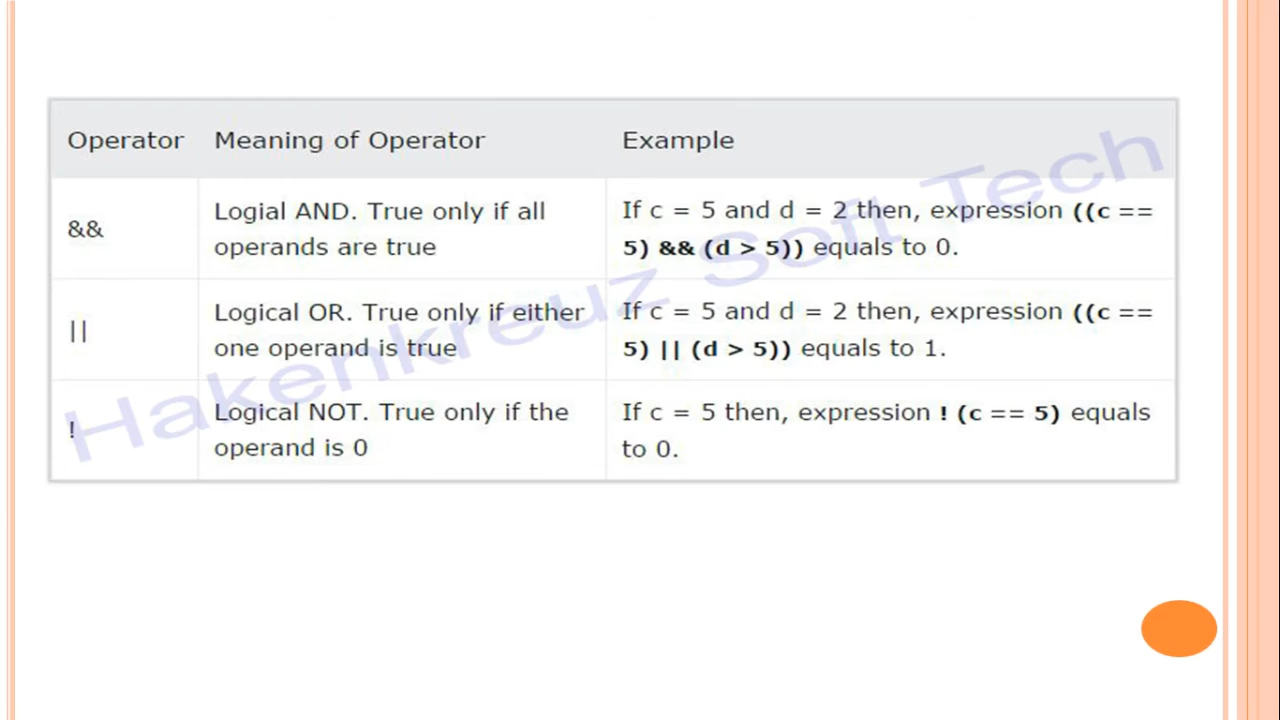 Operator Meaning of Operator Example
&&
Logial AND. True only if all
operands are true
If c = 5 and d = 2 then, expression ((c ==
5) && (d > 5)) equals to 0.
||
Logical OR. True only if either
one operand is true
If c = 5 and d = 2 then, expression ((c ==
5) || (d > 5)) equals to 1.
!
Logical NOT. True only if the
operand is 0
If c = 5 then, expression ! (c == 5) equals
to 0.
Hakenkreuz Soft Tech